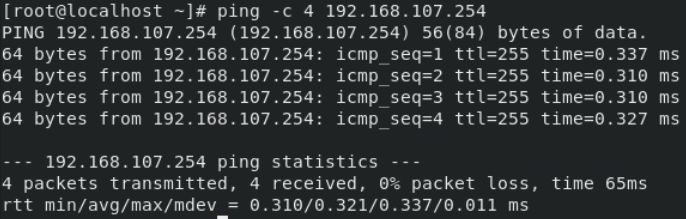 [root@localhost ~]# ping -c 4 192.168.107.254
PING 192.168.107.254 (192.168.107.254) 56(84) bytes of data.
64 bytes from 192.168.107.254: icmp_seq=1 ttl=255 time=0.337 ms
64 bytes from 192.168.107.254: icmp_seq=2 ttl=255 time=0.310 ms
64 bytes from 192.168.107.254: icmp_seq=3 ttl=255 time=0.310 ms
64 bytes from 192.168.107.254: icmp_seq=4 ttl=255 time=0.327 ms

--- 192.168.107.254 ping statistics ---
4 packets transmitted, 4 received, 0% packet loss, time 65ms
rtt min/avg/max/mdev = 0.310/0.321/0.337/0.011 ms